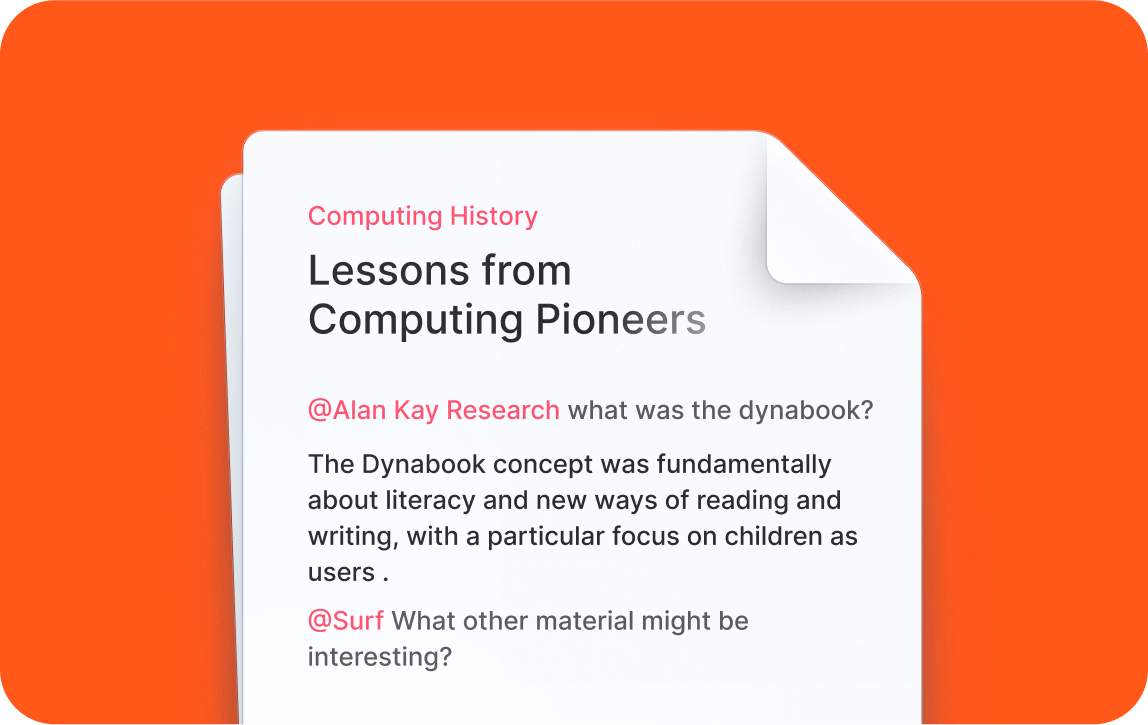 Computing History
Lessons from
Computing Pioneers
@Alan Kay Research what was the dynabook?
The Dynabook concept was fundamentally
about literacy and new ways of reading and
writing, with a particular focus on children as
users .
@Surf What other material might be
interesting?